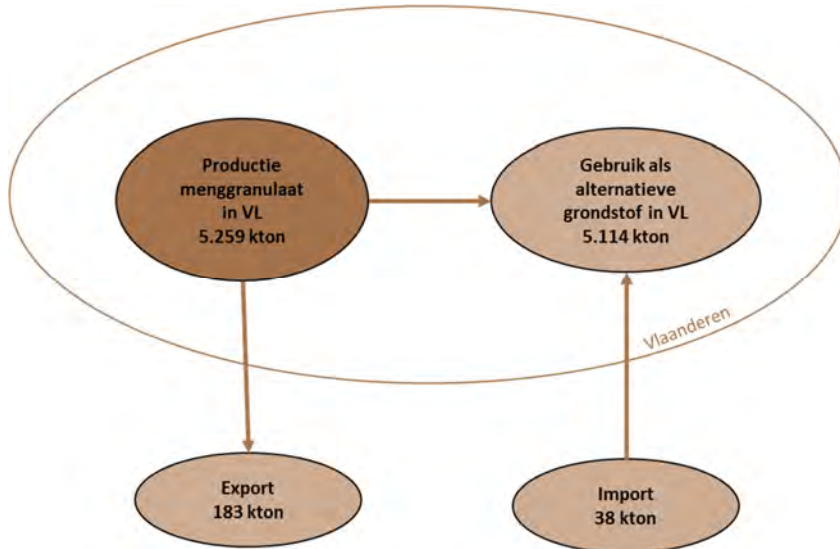 Productie
menggranulaat
in VL
5.259 kton
Gebruik als
alternatieve
grondstof in VL
5.114 kton
Vlaanderen
Export
183 kton
Import
38 kton